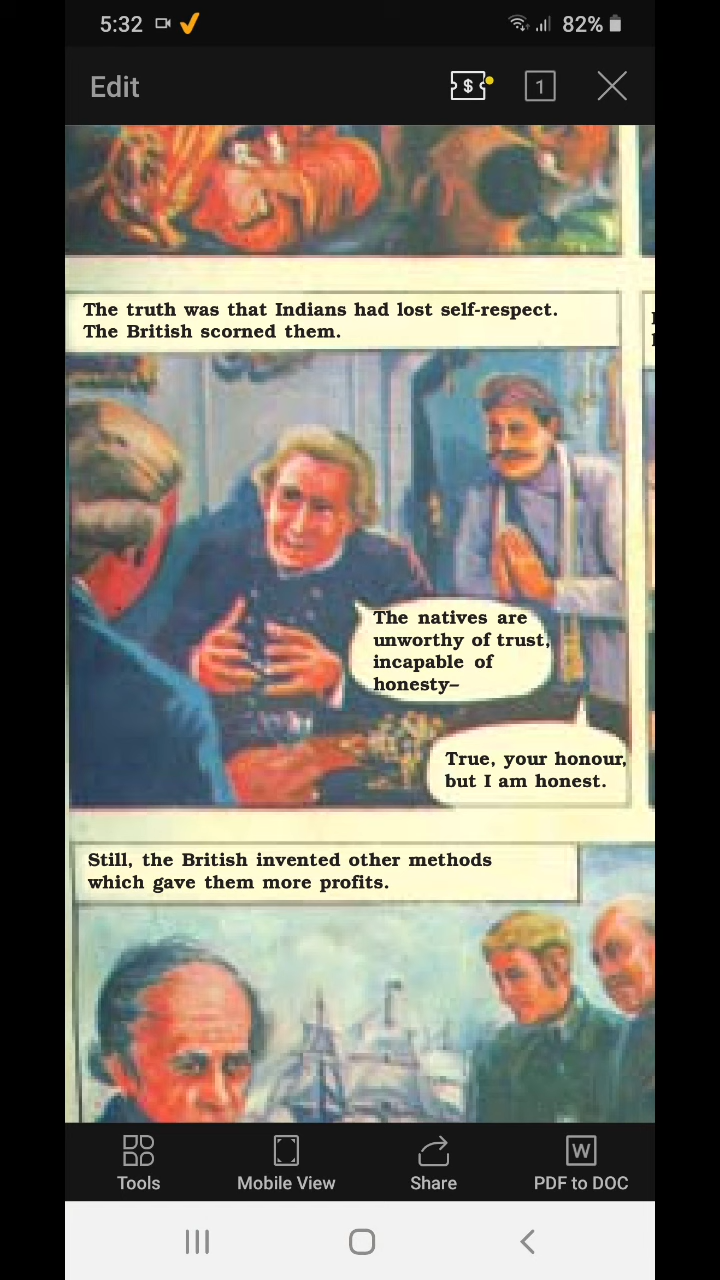 5:32
82%
Edit
$
1
The truth was that Indians had lost self-respect.
The British scorned them.
The natives are
unworthy of trust,
incapable of
honesty–
True, your honour,
but I am honest.
Still, the British invented other methods
which gave them more profits.
W
Tools
Mobile View
Share
PDF to DOC